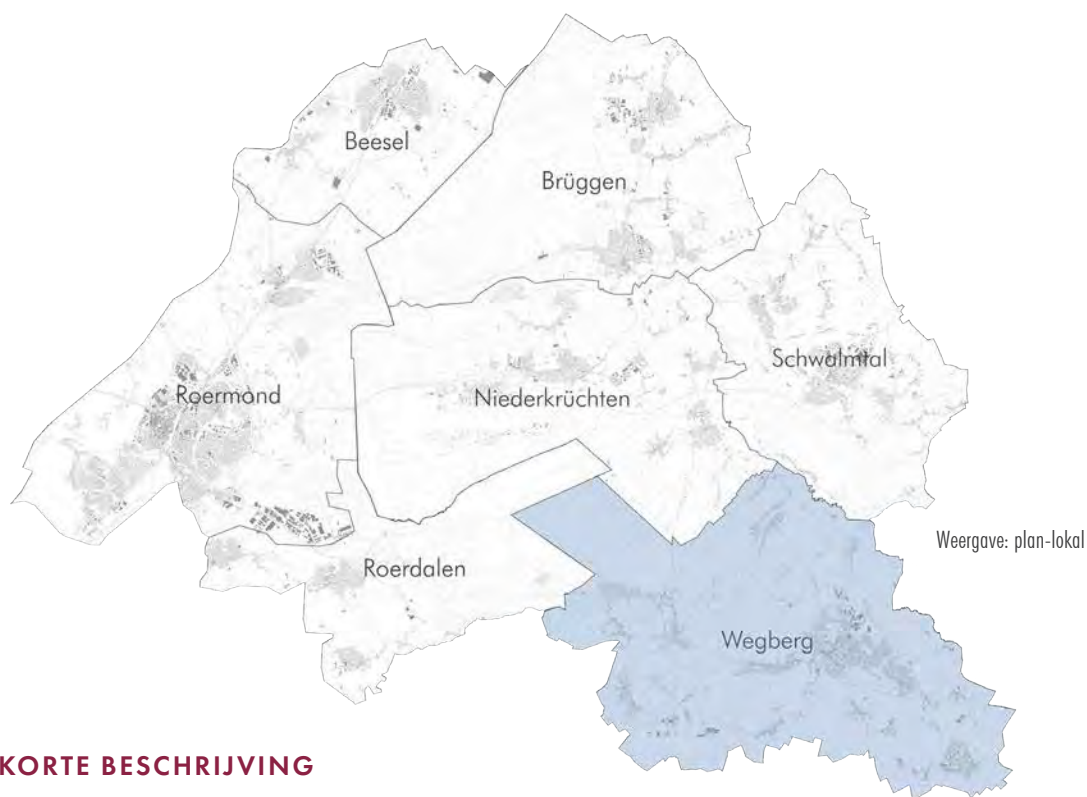 Beesel
Brüggen
Schwalmtal
Roermond
Niederkrüchten
Weergave: plan-lokal
Roerdalen
Wegberg
KORTE BESCHRIJVING